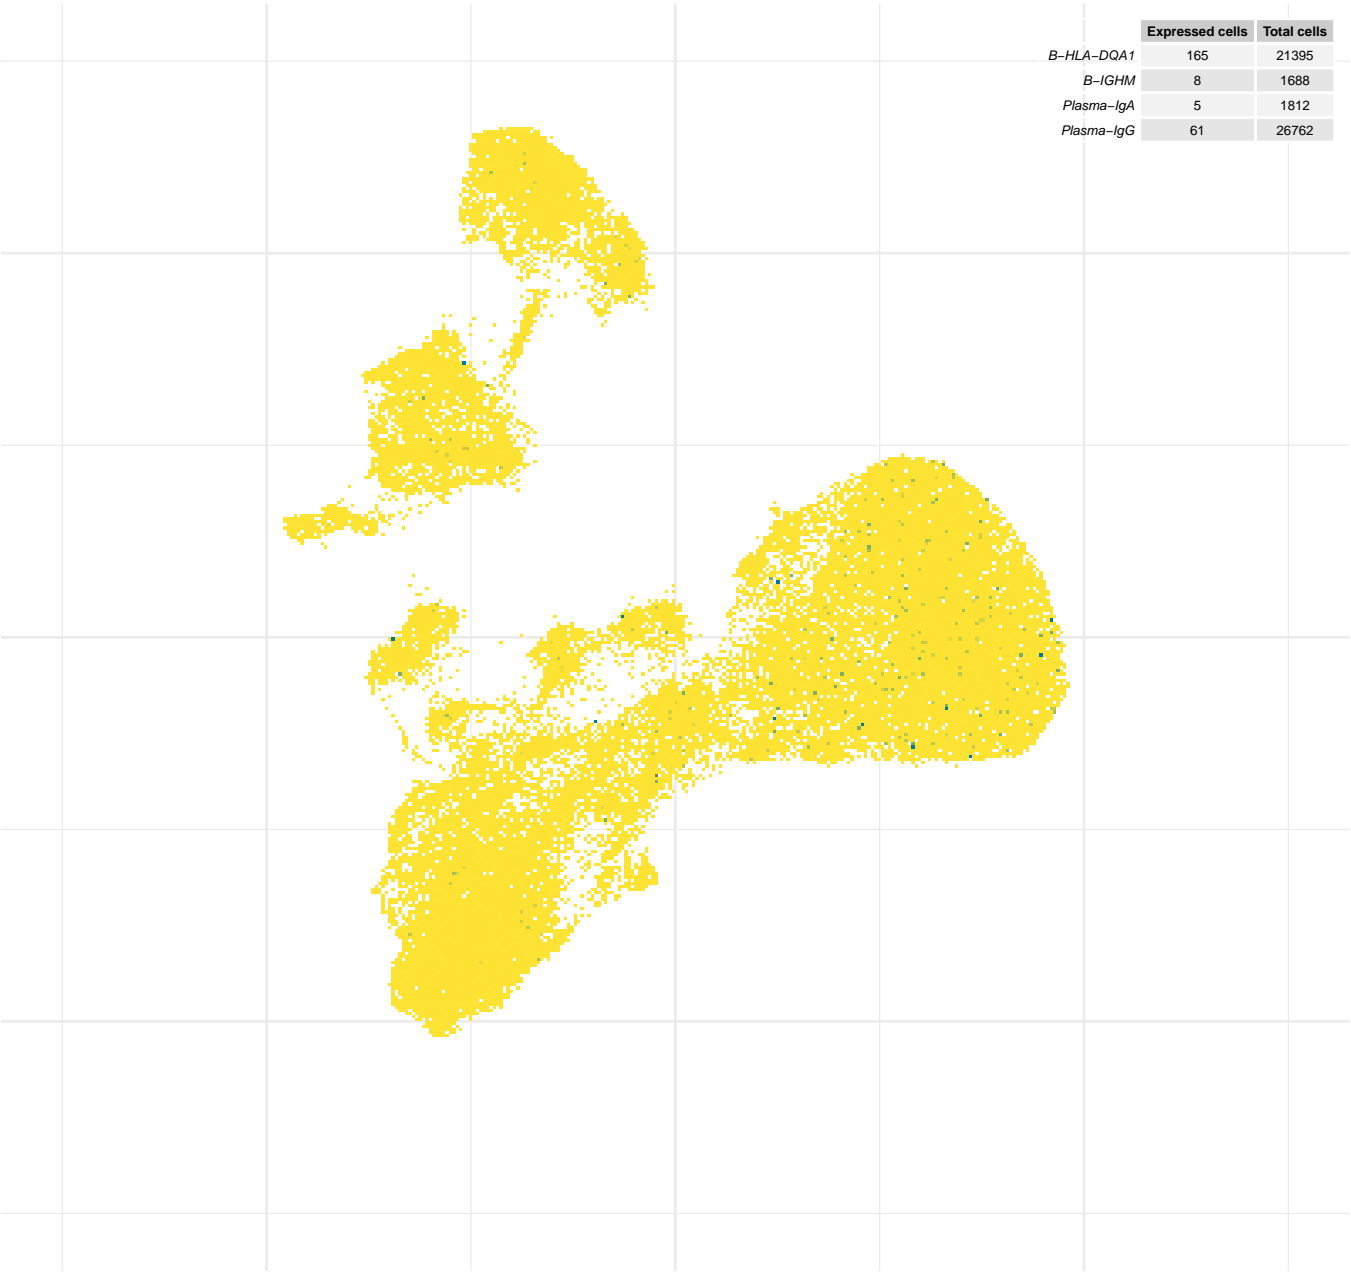 Expressed cells Total cells
B−HLA−DQA1 165 21395
B−IGHM 8 1688
Plasma−IgA 5 1812
Plasma−IgG 61 26762